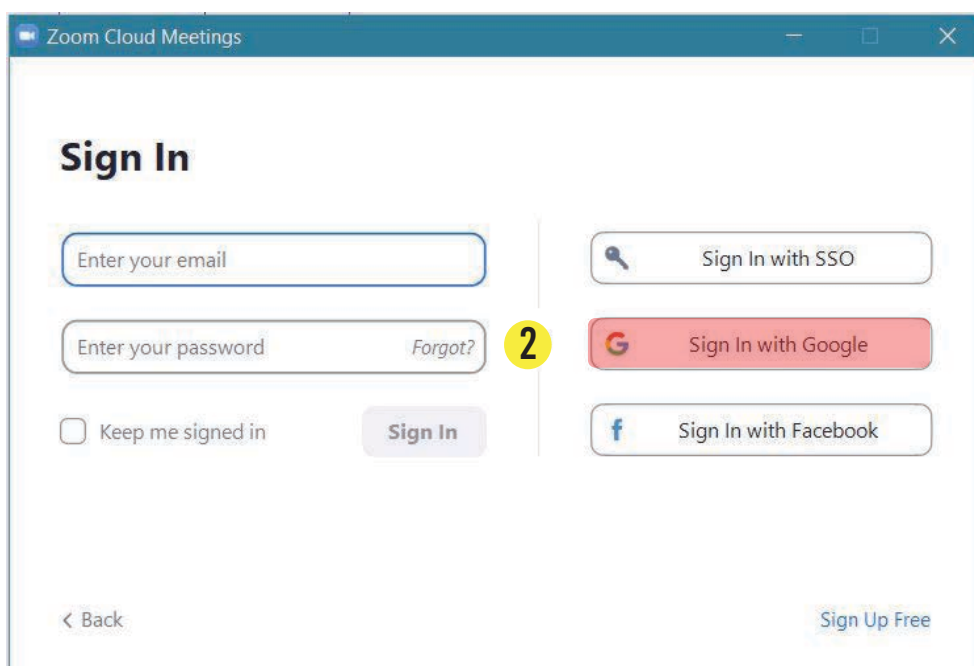 Zoom Cloud Meetings
Sign In
Enter your email
Enter your password Forgot?
Keep me signed in Sign In
2
Sign In with SSO
Sign In with Google
Sign In with Facebook
< Back
Sign Up Free